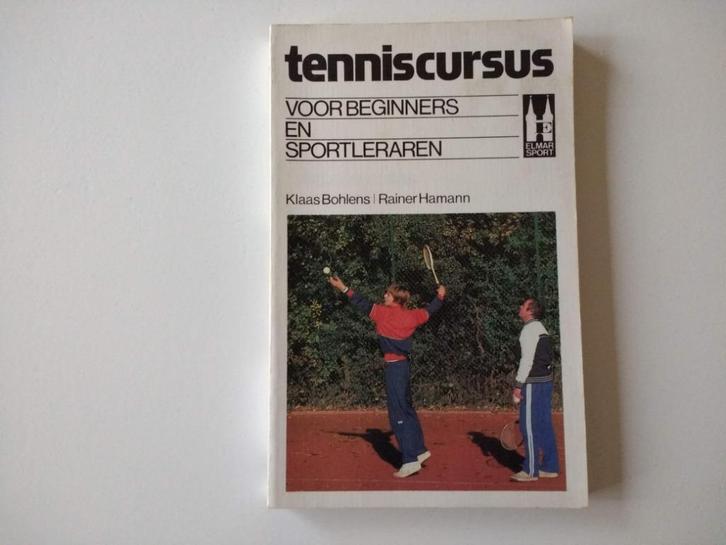 tenniscursus
VOOR BEGINNERS
EN
SPORTLERAREN
E
ELMAR
SPORT
Klaas Bohlens | Rainer Hamann